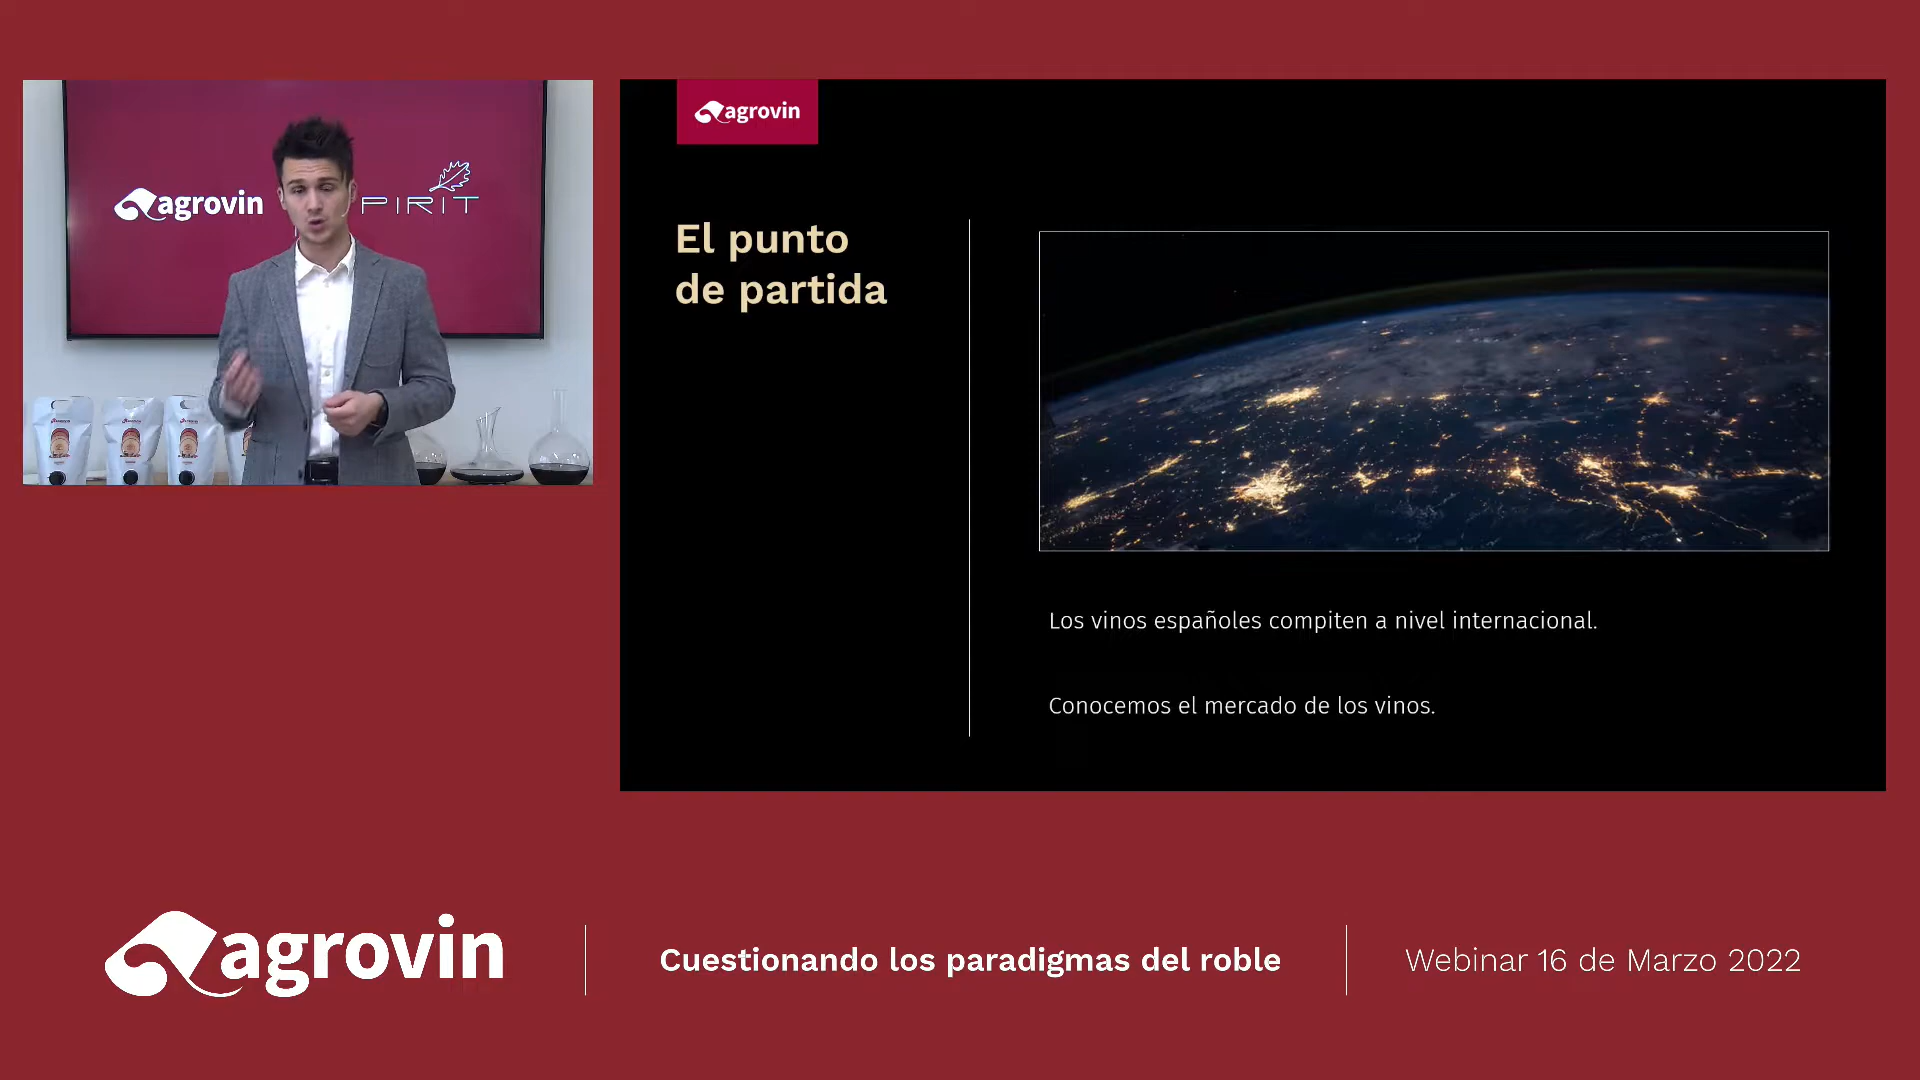 agrovin
PIRIT
agrovin
El punto
de partida
Los vinos españoles compiten a nivel internacional.
Conocemos el mercado de los vinos.
agrovin
Cuestionando los paradigmas del roble
Webinar 16 de Marzo 2022